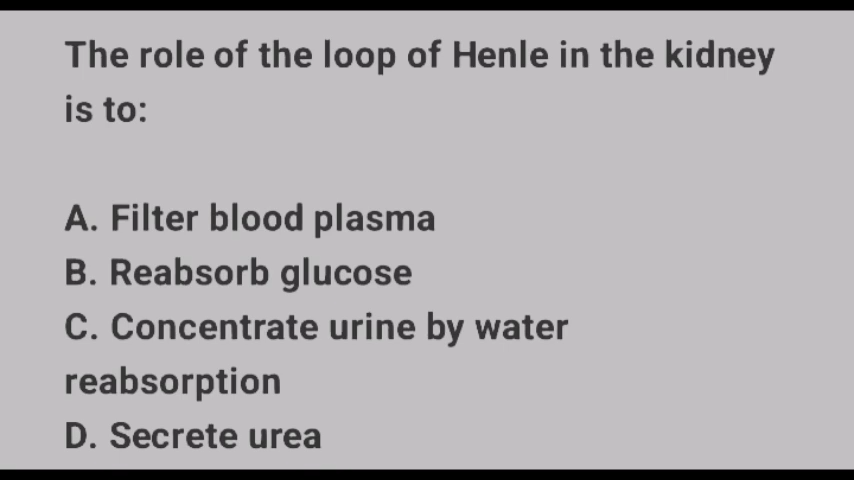 The role of the loop of Henle in the kidney
is to:
A. Filter blood plasma
B. Reabsorb glucose
C. Concentrate urine by water
reabsorption
D. Secrete urea